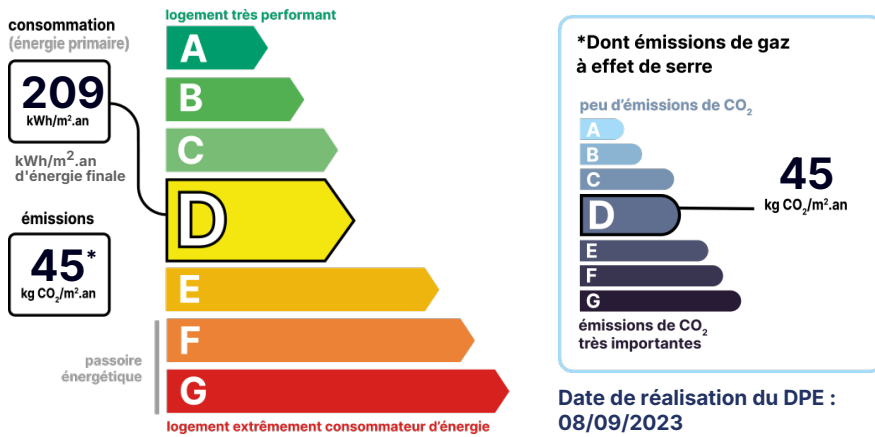 consommation
(énergie primaire)
209
kWh/m².an
kWh/m².an
d'énergie finale
émissions
45*
kg CO₂/m².an
passoire
énergétique
logement très performant
A
B
C
D
E
F
G
logement extrêmement consommateur d'énergie
*Dont émissions de gaz
à effet de serre
peu d'émissions de CO₂
A
B
C
D
E
F
G
45
kg CO₂/m².an
émissions de CO₂
très importantes
Date de réalisation du DPE :
08/09/2023